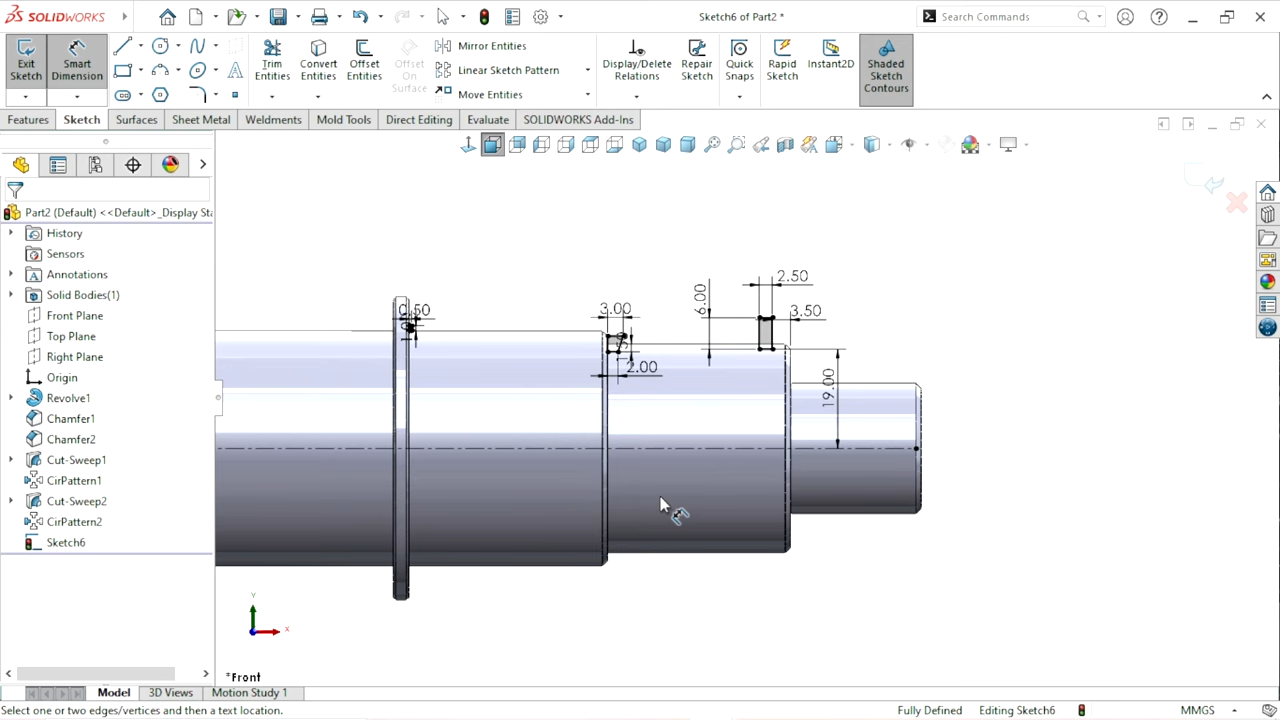 SOLIDWORKS
Sketch6 of Part2 *
Search Commands
Exit Sketch
Smart Dimension
Trim Entities
Convert Entities
Offset Entities
Offset On Surface
Mirror Entities
Linear Sketch Pattern
Move Entities
Display/Delete Relations
Repair Sketch
Quick Snaps
Rapid Sketch
Instant2D
Shaded Sketch Contours
Features
Sketch
Surfaces
Sheet Metal
Weldments
Mold Tools
Direct Editing
Evaluate
SOLIDWORKS Add-Ins
Part2 (Default) <<Default>_Display Sta
History
Sensors
Annotations
Solid Bodies(1)
Front Plane
Top Plane
Right Plane
Origin
Revolve1
Chamfer1
Chamfer2
Cut-Sweep1
CirPattern1
Cut-Sweep2
CirPattern2
Sketch6
0.50
3.00
2.00
6.00
2.50
3.50
19.00
Y
X
*Front
Model
3D Views
Motion Study 1
Select one or two edges/vertices and then a text location.
Fully Defined
Editing Sketch6
MMGS